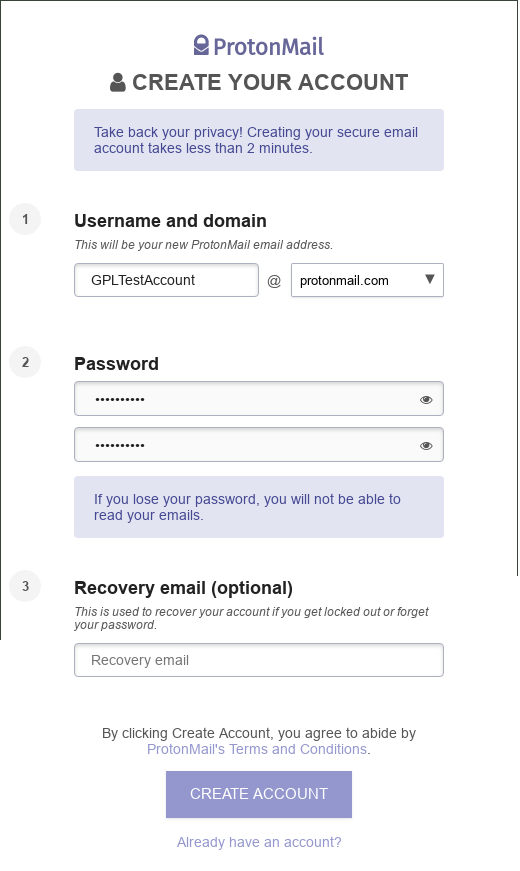 ProtonMail
CREATE YOUR ACCOUNT
Take back your privacy! Creating your secure email
account takes less than 2 minutes.
1
Username and domain
This will be your new ProtonMail email address.
GPLTestAccount @ protonmail.com
2
Password
••••••••••
••••••••••
If you lose your password, you will not be able to
read your emails.
3
Recovery email (optional)
This is used to recover your account if you get locked out or forget
your password.
Recovery email
By clicking Create Account, you agree to abide by
ProtonMail's Terms and Conditions.
CREATE ACCOUNT
Already have an account?